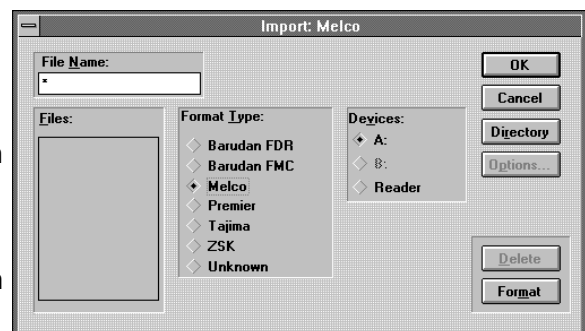 Import: Melco
File Name:
*
Files:
Format Type:
Barudan FDR
Barudan FMC
Melco
Premier
Tajima
ZSK
Unknown
Devices:
A:
B:
Reader
OK
Cancel
Directory
Options...
Delete
Format